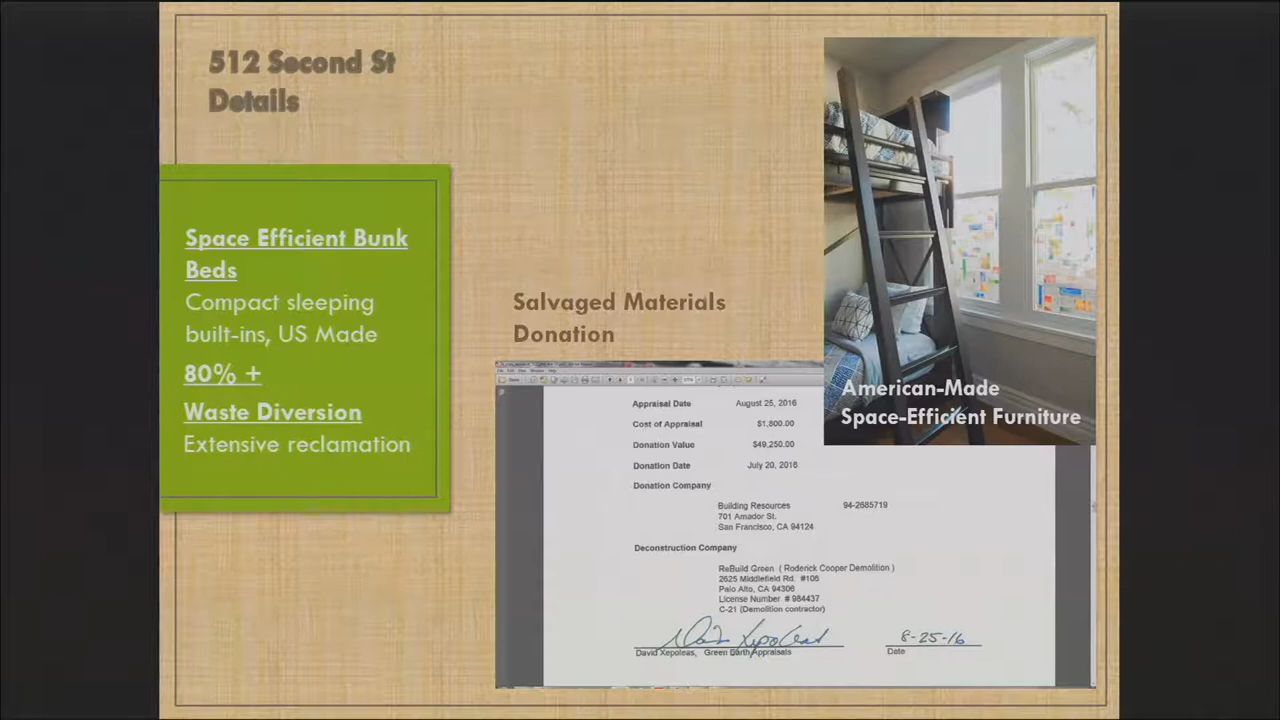 512 Second St
Details
Space Efficient Bunk
Beds
Compact sleeping
built-ins, US Made
80% +
Waste Diversion
Extensive reclamation
Salvaged Materials
Donation
American-Made
Space-Efficient Furniture
Appraisal Date August 25, 2016
Cost of Appraisal $1,800.00
Donation Value $49,250.00
Donation Date July 20, 2016
Donation Company
Building Resources 94-2685719
701 Amador St.
San Francisco, CA 94124
Deconstruction Company
ReBuild Green ( Roderick Cooper Demolition )
2625 Middlefield Rd. #106
Palo Alto, CA 94306
License Number # 984437
C-21 (Demolition contractor)
8-25-16
David Xepoleas, Green Earth Appraisals Date